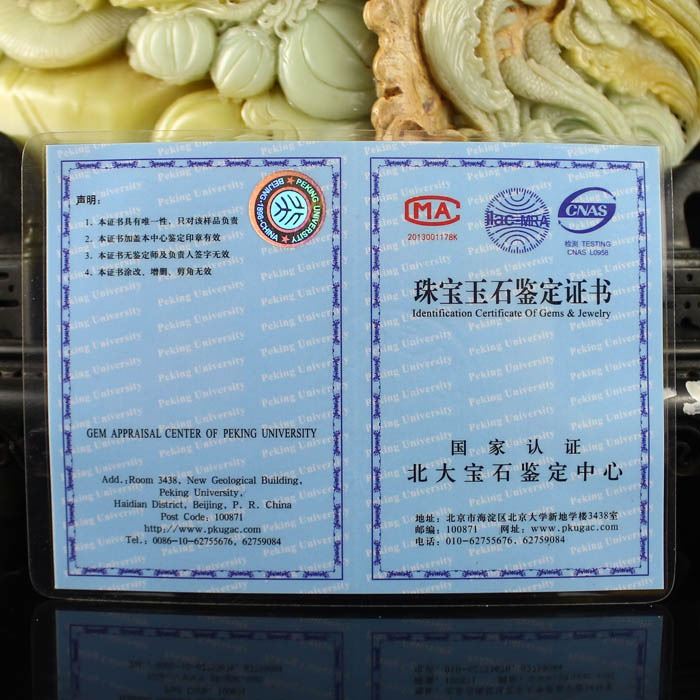 声明:
1、本证书具有唯一性,只对该样品负责
2、本证书加盖本中心鉴定印章有效
3、本证书无鉴定师及负责人签字无效
4、本证书涂改、增删、剪角无效
PEKING UNIVERSITY
CHINA
BEIJING·1898
GEM APPRAISAL CENTER OF PEKING UNIVERSITY
Add.:Room 3438, New Geological Building,
Peking University,
Haidian District, Beijing, P. R. China
Post Code: 100871
http://www.pkugac.com
Tel.: 0086-10-62755676, 62759084
MA
2013001178K
ilac-MRA
CNAS
检测 TESTING
CNAS L0958
珠宝玉石鉴定证书
Identification Certificate Of Gems & Jewelry
国家认证
北大宝石鉴定中心
地址:北京市海淀区北京大学新地学楼3438室
邮编:100871 网址:www.pkugac.com
电话:010-62755676, 62759084
Peking University